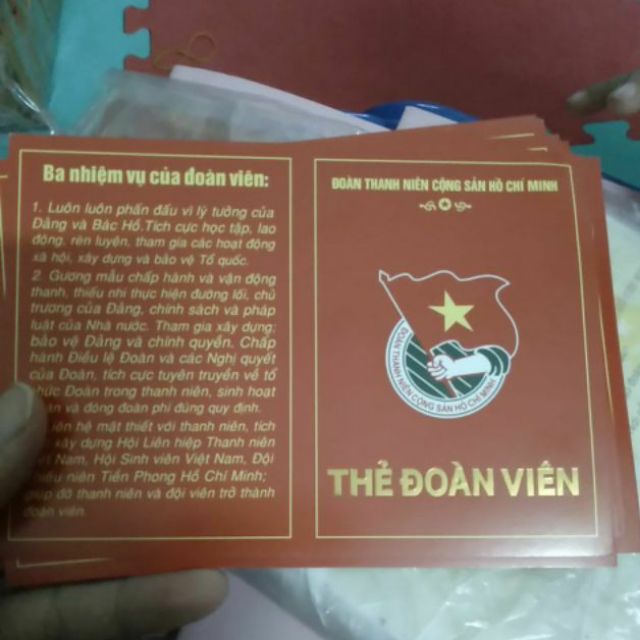 Ba nhiệm vụ của đoàn viên:
1. Luôn luôn phấn đấu vì lý tưởng của
Đảng và Bác Hồ.Tích cực học tập, lao
động, rèn luyện, tham gia các hoạt động
xã hội, xây dựng và bảo vệ Tổ quốc.
2. Gương mẫu chấp hành và vận động
thanh, thiếu nhi thực hiện đường lối, chủ
trương của Đảng, chính sách và pháp
luật của Nhà nước. Tham gia xây dựng;
bảo vệ Đảng và chính quyền. Chấp
hành Điều lệ Đoàn và các Nghị quyết
của Đoàn, tích cực tuyên truyền về tổ
chức Đoàn trong thanh niên, sinh hoạt
và đóng đoàn phí đúng quy định.
hệ mật thiết với thanh niên, tích
xây dựng Hội Liên hiệp Thanh niên
Nam, Hội Sinh viên Việt Nam, Đội
niên Tiền Phong Hồ Chí Minh;
giúp đỡ thanh niên và đội viên trở thành
đoàn viên.
ĐOÀN THANH NIÊN CỘNG SẢN HỒ CHÍ MINH
ĐOÀN THANH NIÊN CỘNG SẢN HỒ CHÍ MINH
THẺ ĐOÀN VIÊN